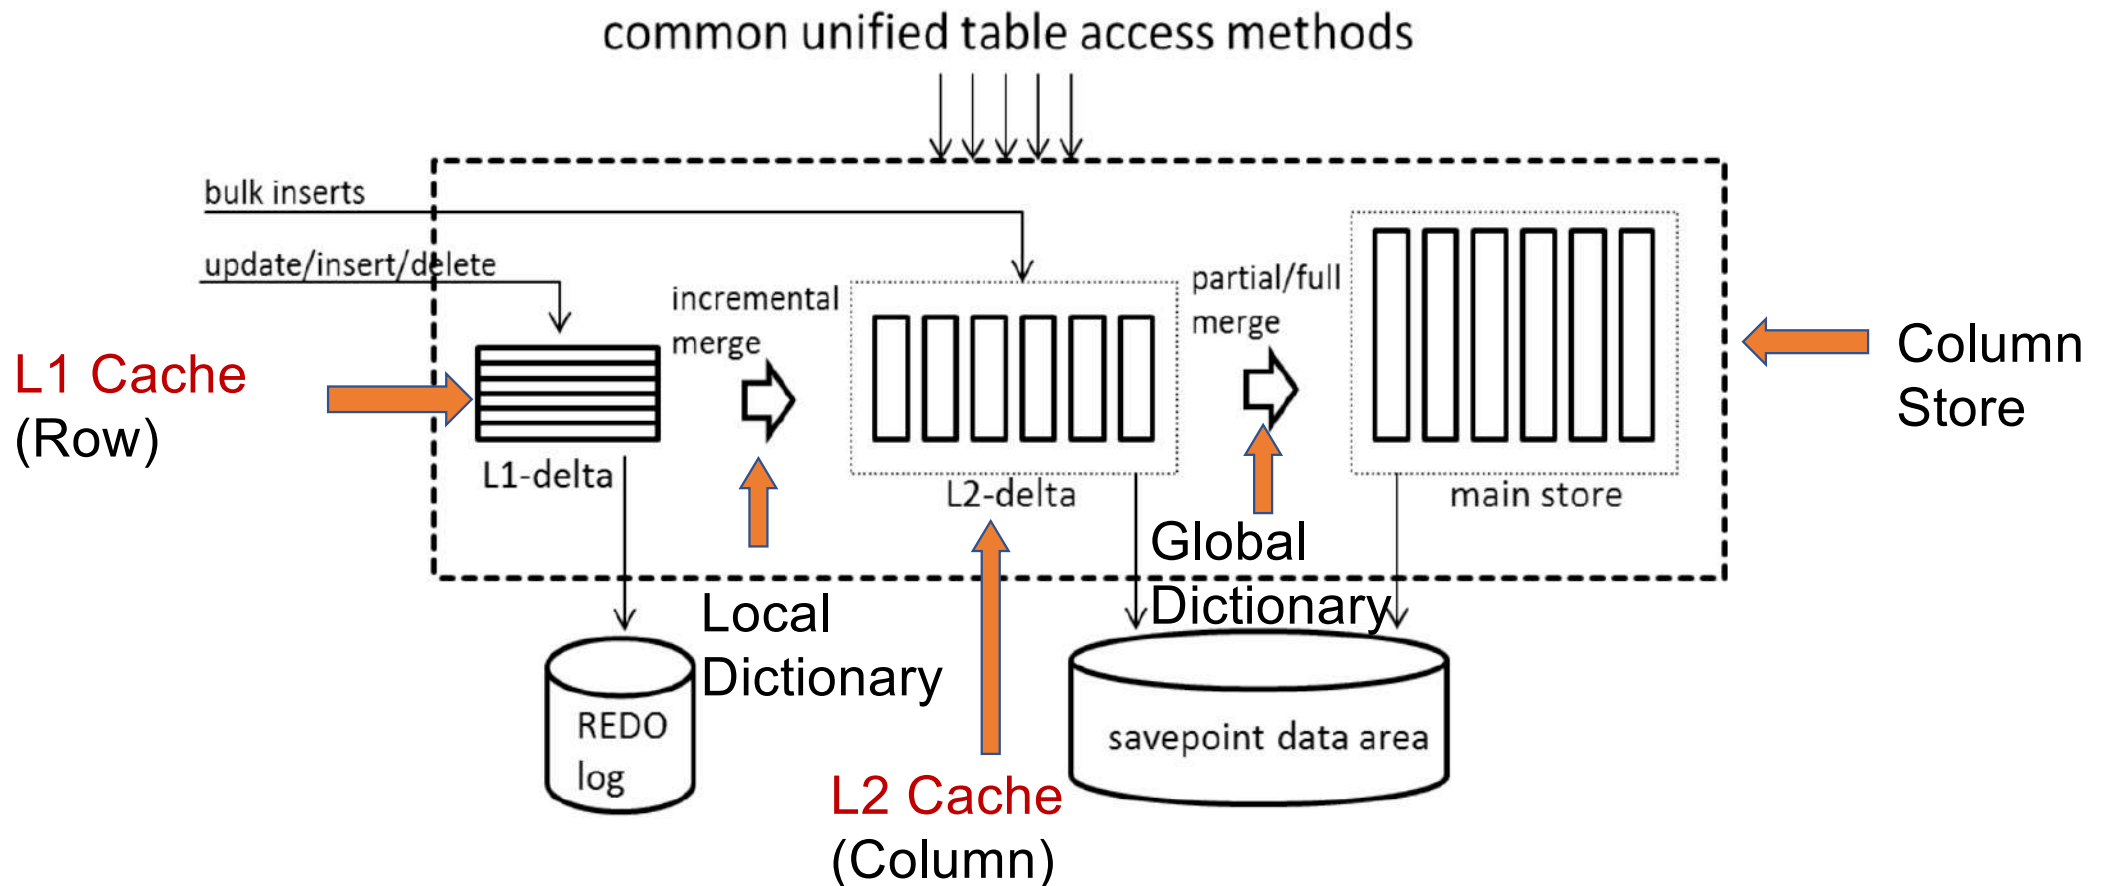 common unified table access methods
bulk inserts
update/insert/delete
incremental
merge
partial/full
merge
L1 Cache
(Row)
Column
Store
L1-delta
L2-delta
main store
Global
Dictionary
Local
Dictionary
REDO
log
savepoint data area
L2 Cache
(Column)